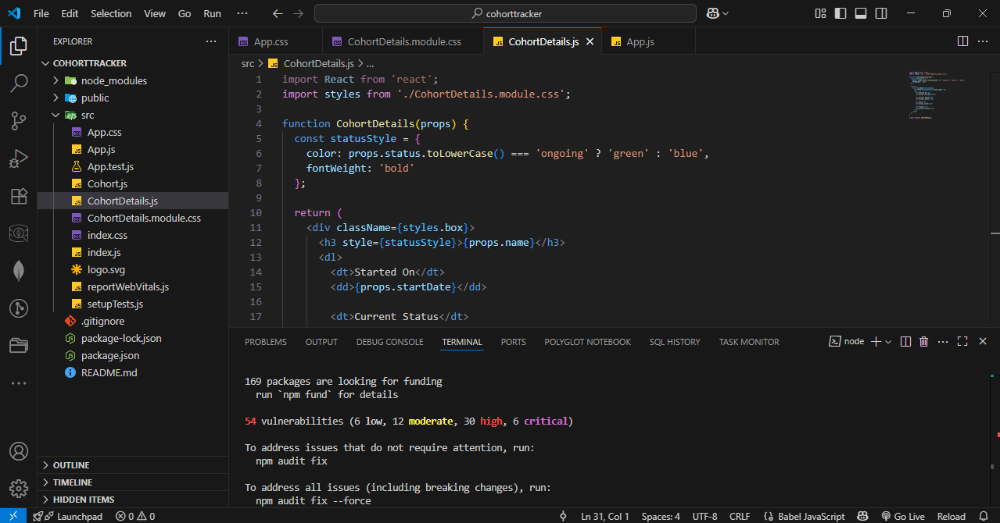 File Edit Selection View Go Run ··· cohorttracker
EXPLORER ···
COHORTTRACKER
node_modules
public
src
App.css
App.js
App.test.js
Cohort.js
CohortDetails.js
CohortDetails.module.css
index.css
index.js
logo.svg
reportWebVitals.js
setupTests.js
.gitignore
package-lock.json
package.json
README.md
OUTLINE
TIMELINE
HIDDEN ITEMS
App.css CohortDetails.module.css CohortDetails.js App.js
src > CohortDetails.js > ...
1 import React from 'react';
2 import styles from './CohortDetails.module.css';
3
4 function CohortDetails(props) {
5 const statusStyle = {
6 color: props.status.toLowerCase() === 'ongoing' ? 'green' : 'blue',
7 fontWeight: 'bold'
8 };
9
10 return (
11 <div className={styles.box}>
12 <h3 style={statusStyle}>{props.name}</h3>
13 <dl>
14 <dt>Started On</dt>
15 <dd>{props.startDate}</dd>
16
17 <dt>Current Status</dt>
PROBLEMS OUTPUT DEBUG CONSOLE TERMINAL PORTS POLYGLOT NOTEBOOK SQL HISTORY TASK MONITOR node
169 packages are looking for funding
run `npm fund` for details
54 vulnerabilities (6 low, 12 moderate, 30 high, 6 critical)
To address issues that do not require attention, run:
npm audit fix
To address all issues (including breaking changes), run:
npm audit fix --force
Launchpad 0 0 Ln 31, Col 1 Spaces: 4 UTF-8 CRLF {} Babel JavaScript Go Live Reload